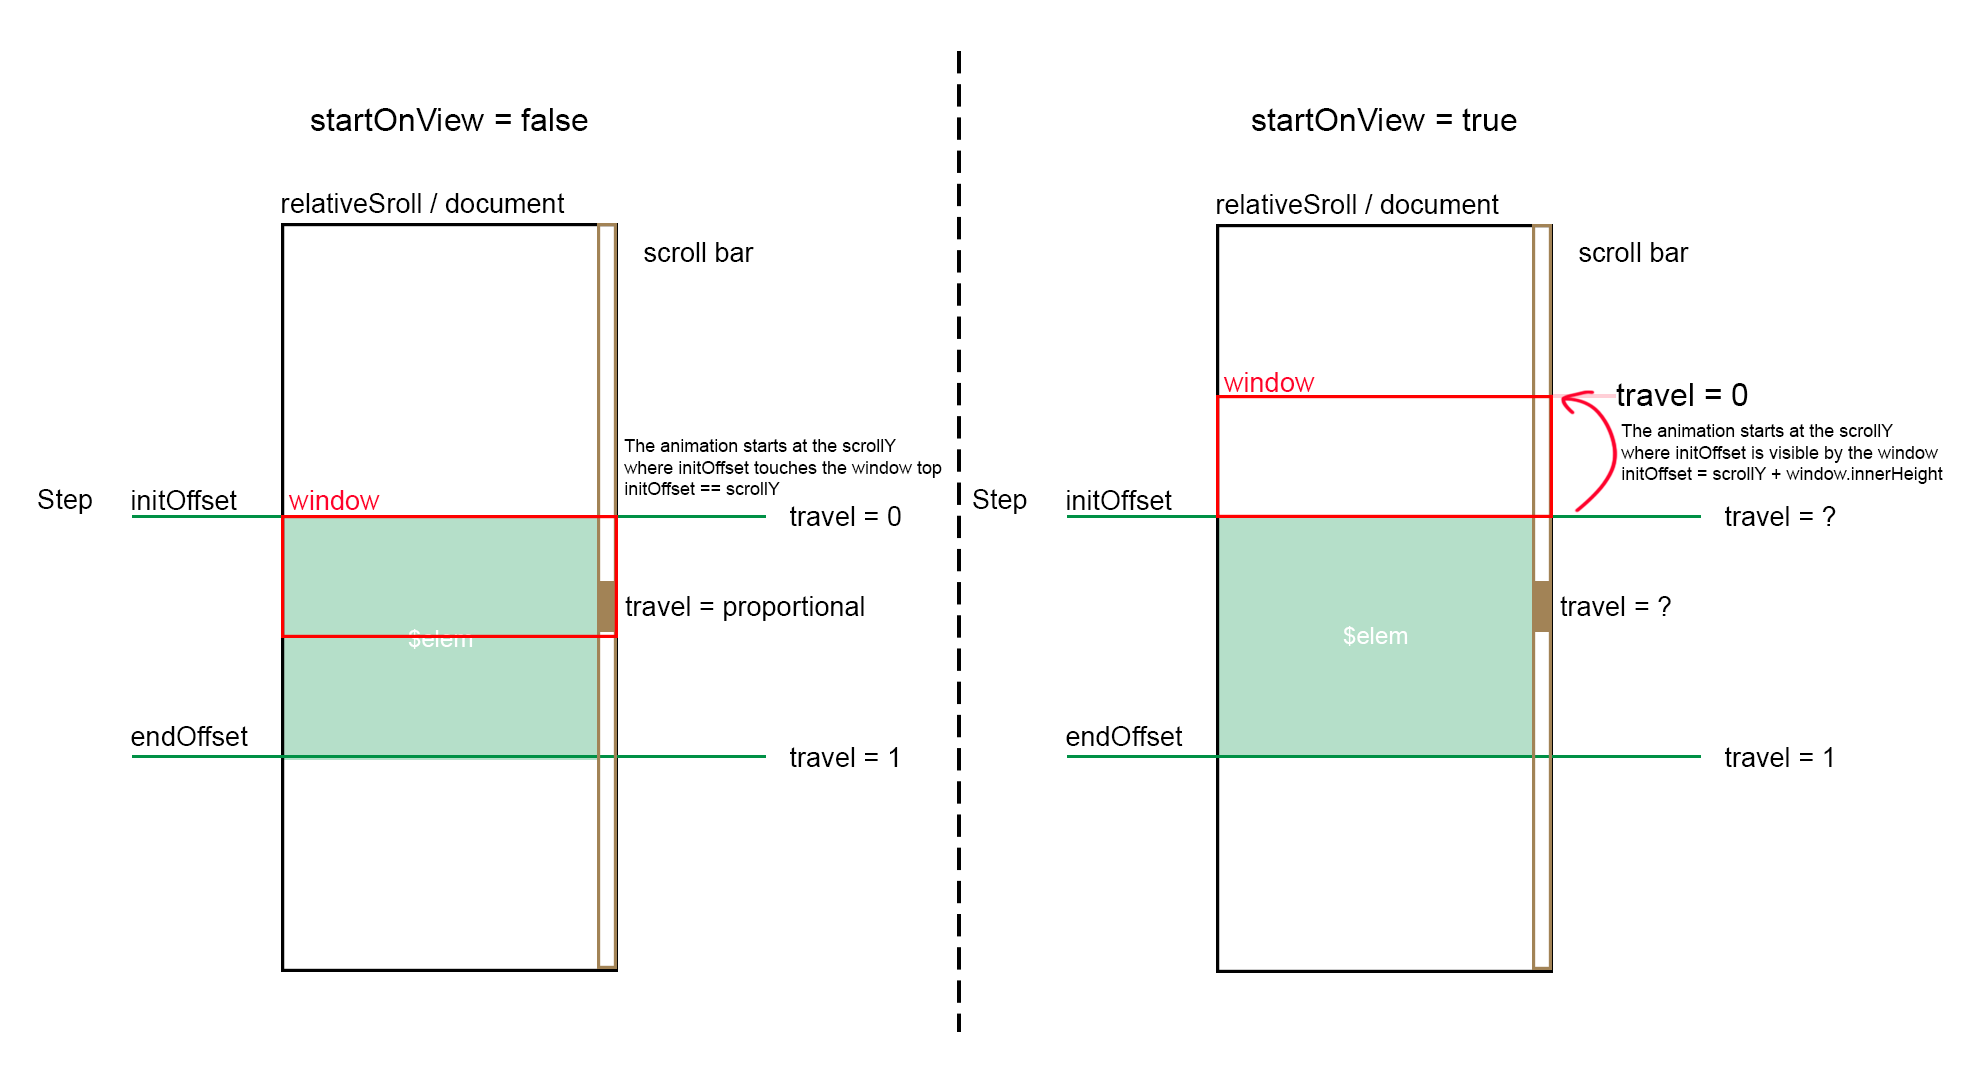 startOnView = false
relativeSroll / document
scroll bar
The animation starts at the scrollY
where initOffset touches the window top
initOffset == scrollY
Step
initOffset
window
travel = 0
travel = proportional
$elem
endOffset
travel = 1
startOnView = true
relativeSroll / document
scroll bar
window
travel = 0
The animation starts at the scrollY
where initOffset is visible by the window
initOffset = scrollY + window.innerHeight
Step
initOffset
travel = ?
travel = ?
$elem
endOffset
travel = 1